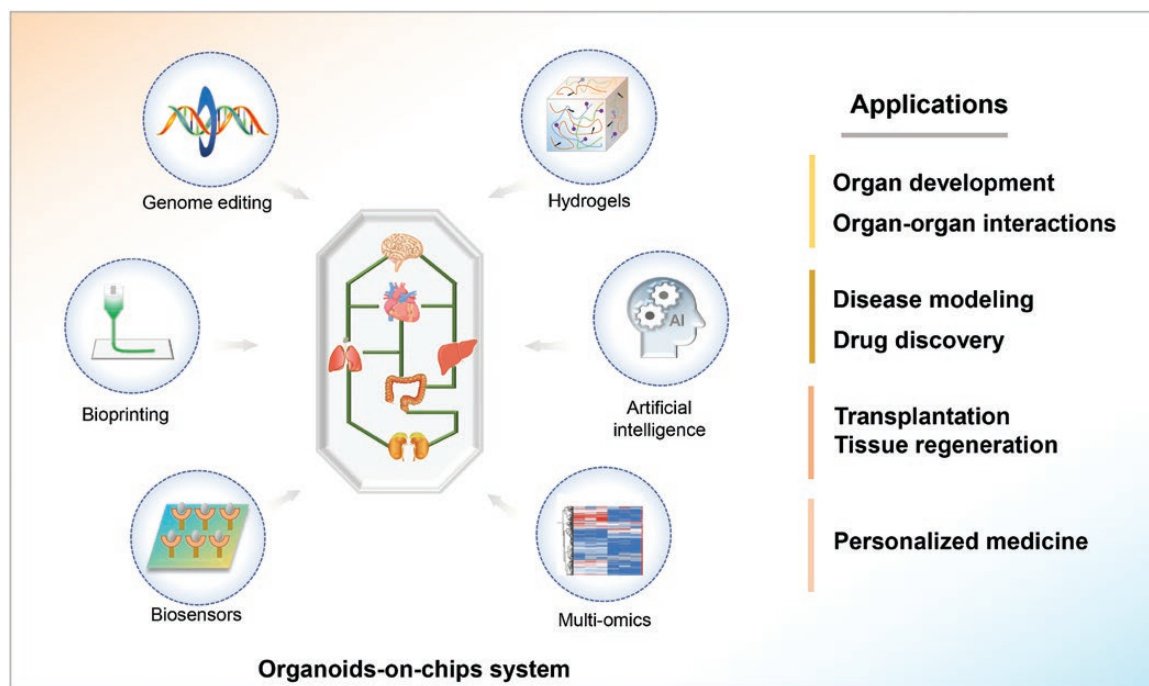 Genome editing
Hydrogels
Bioprinting
AI
Artificial
intelligence
Biosensors
Multi-omics
Organoids-on-chips system
Applications
Organ development
Organ-organ interactions
Disease modeling
Drug discovery
Transplantation
Tissue regeneration
Personalized medicine